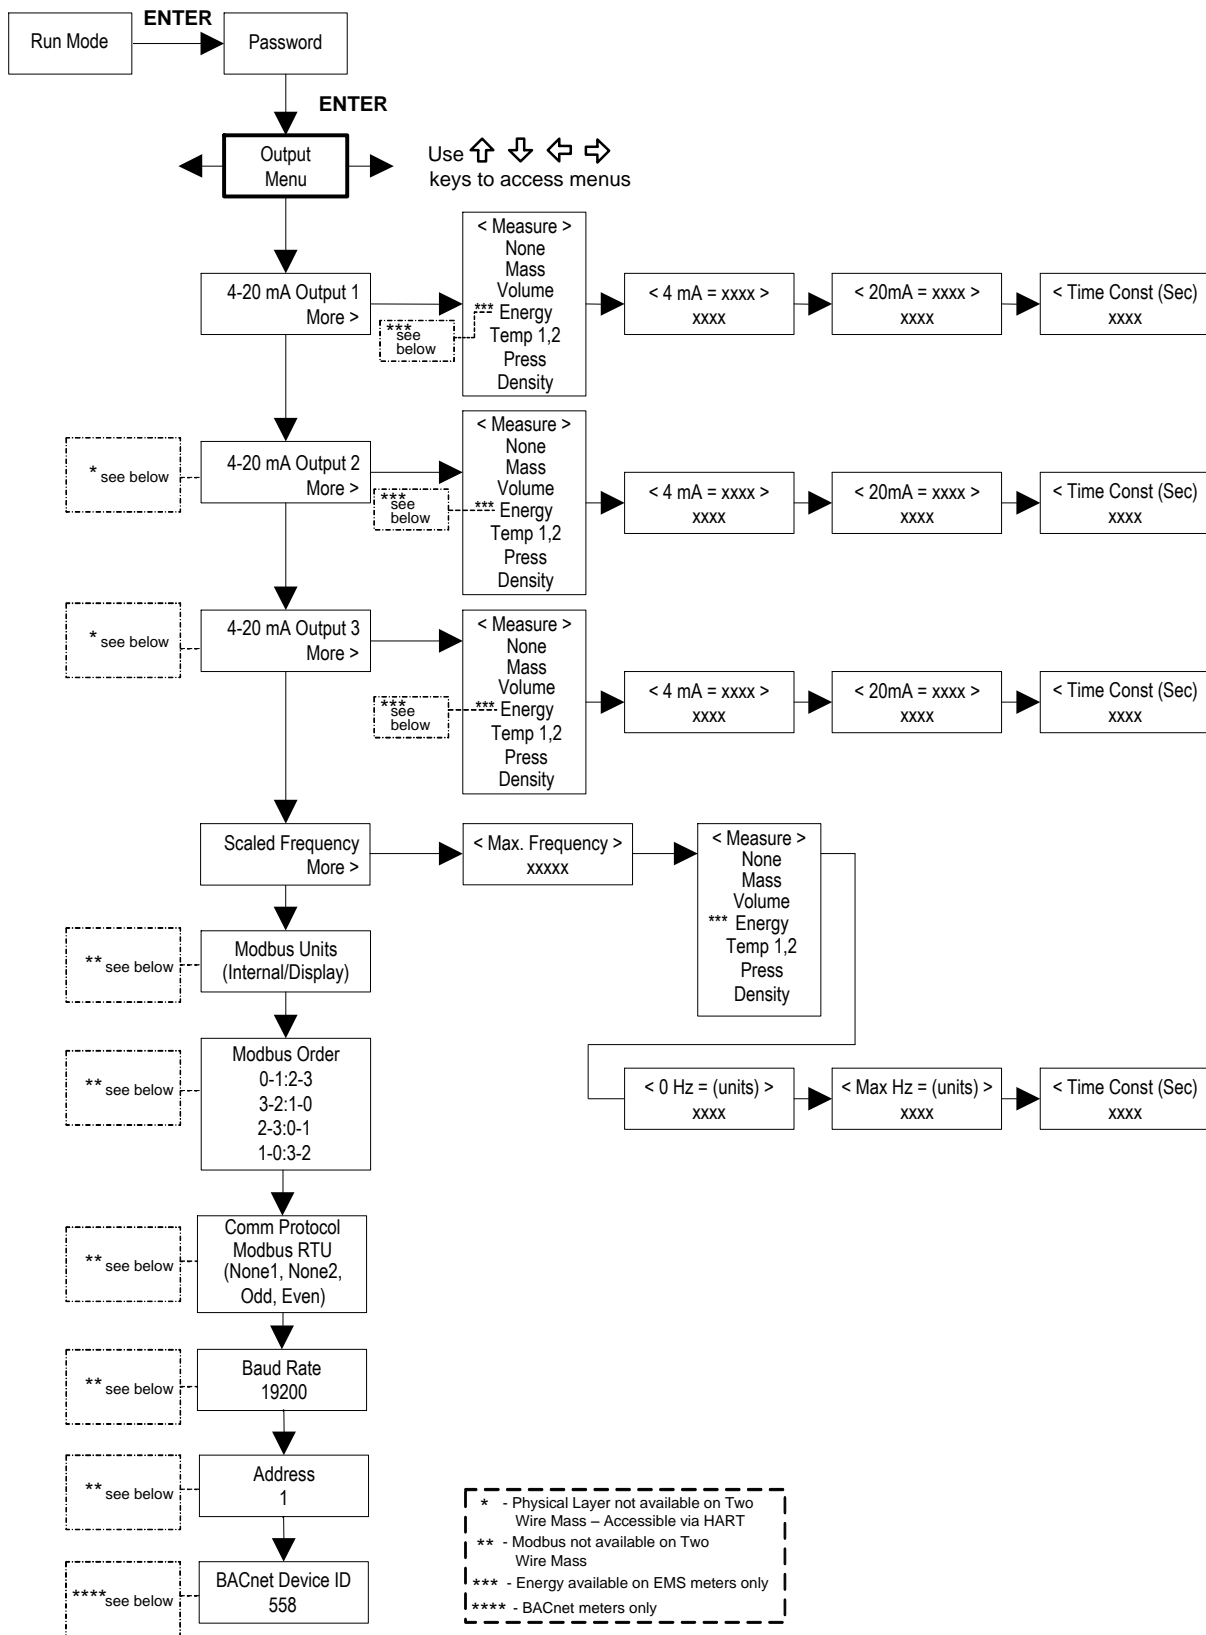 ENTER
Run Mode
Password
ENTER
Output
Menu
Use
keys to access menus
4-20 mA Output 1
More >
***
see
below
< Measure >
None
Mass
Volume
*** Energy
Temp 1,2
Press
Density
< 4 mA = xxxx >
xxxx
< 20mA = xxxx >
xxxx
< Time Const (Sec)
xxxx
* see below
4-20 mA Output 2
More >
***
see
below
< Measure >
None
Mass
Volume
*** Energy
Temp 1,2
Press
Density
< 4 mA = xxxx >
xxxx
< 20mA = xxxx >
xxxx
< Time Const (Sec)
xxxx
* see below
4-20 mA Output 3
More >
***
see
below
< Measure >
None
Mass
Volume
*** Energy
Temp 1,2
Press
Density
< 4 mA = xxxx >
xxxx
< 20mA = xxxx >
xxxx
< Time Const (Sec)
xxxx
Scaled Frequency
More >
< Max. Frequency >
xxxxx
< Measure >
None
Mass
Volume
*** Energy
Temp 1,2
Press
Density
< 0 Hz = (units) >
xxxx
< Max Hz = (units) >
xxxx
< Time Const (Sec)
xxxx
** see below
Modbus Units
(Internal/Display)
** see below
Modbus Order
0-1:2-3
3-2:1-0
2-3:0-1
1-0:3-2
** see below
Comm Protocol
Modbus RTU
(None1, None2,
Odd, Even)
** see below
Baud Rate
19200
** see below
Address
1
**** see below
BACnet Device ID
558
* - Physical Layer not available on Two
Wire Mass – Accessible via HART
** - Modbus not available on Two
Wire Mass
*** - Energy available on EMS meters only
**** - BACnet meters only